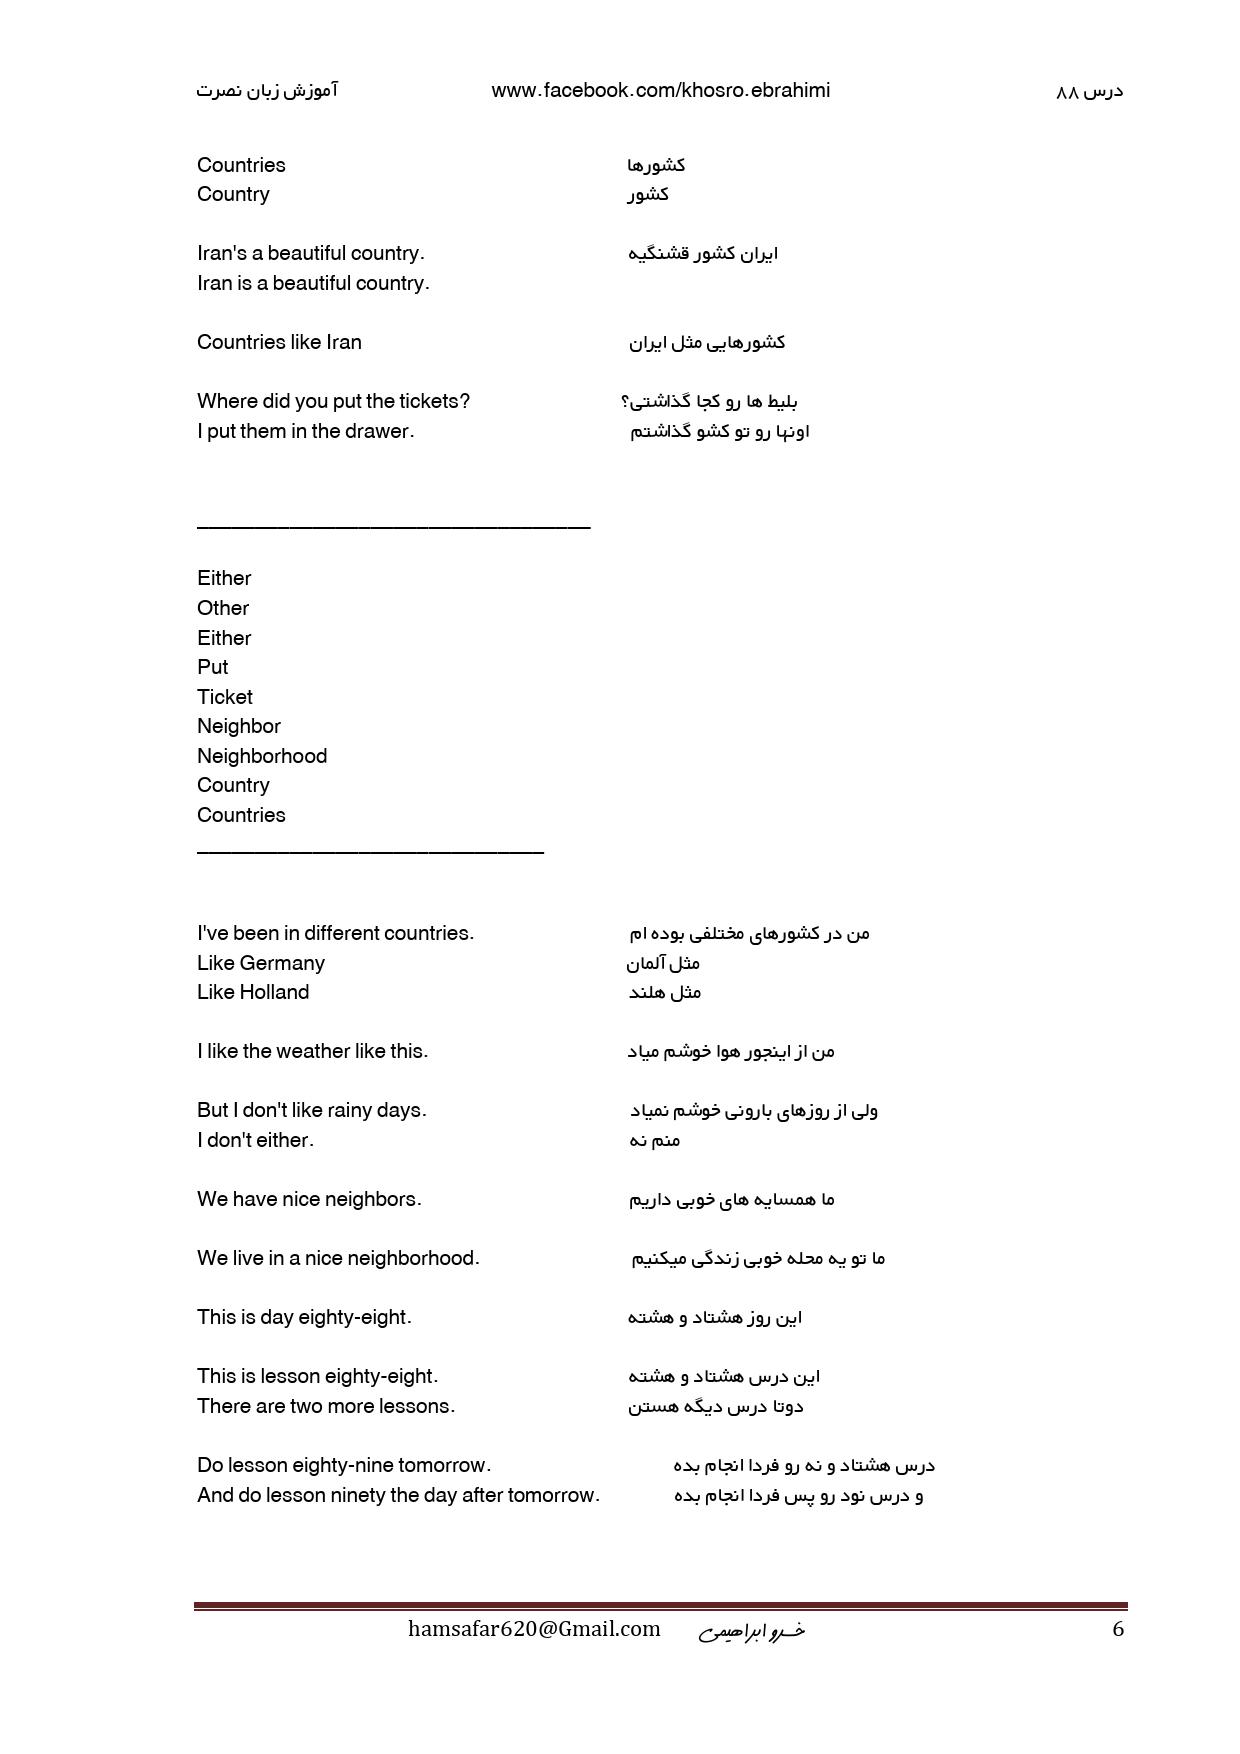 آموزش زبان نصرت www.facebook.com/khosro.ebrahimi درس ۸۸
Countries کشورها
Country کشور
Iran's a beautiful country. ایران کشور قشنگیه
Iran is a beautiful country.
Countries like Iran کشورهایی مثل ایران
Where did you put the tickets? بلیط ها رو کجا گذاشتی؟
I put them in the drawer. اونها رو تو کشو گذاشتم
__________________________________
Either
Other
Either
Put
Ticket
Neighbor
Neighborhood
Country
Countries
______________________________
I've been in different countries. من در کشورهای مختلفی بوده ام
Like Germany مثل آلمان
Like Holland مثل هلند
I like the weather like this. من از اینجور هوا خوشم میاد
But I don't like rainy days. ولی از روزهای بارونی خوشم نمیاد
I don't either. منم نه
We have nice neighbors. ما همسایه های خوبی داریم
We live in a nice neighborhood. ما تو یه محله خوبی زندگی میکنیم
This is day eighty-eight. این روز هشتاد و هشته
This is lesson eighty-eight. این درس هشتاد و هشته
There are two more lessons. دوتا درس دیگه هستن
Do lesson eighty-nine tomorrow. درس هشتاد و نه رو فردا انجام بده
And do lesson ninety the day after tomorrow. و درس نود رو پس فردا انجام بده
hamsafar620@Gmail.com خسرو ابراهیمی 6